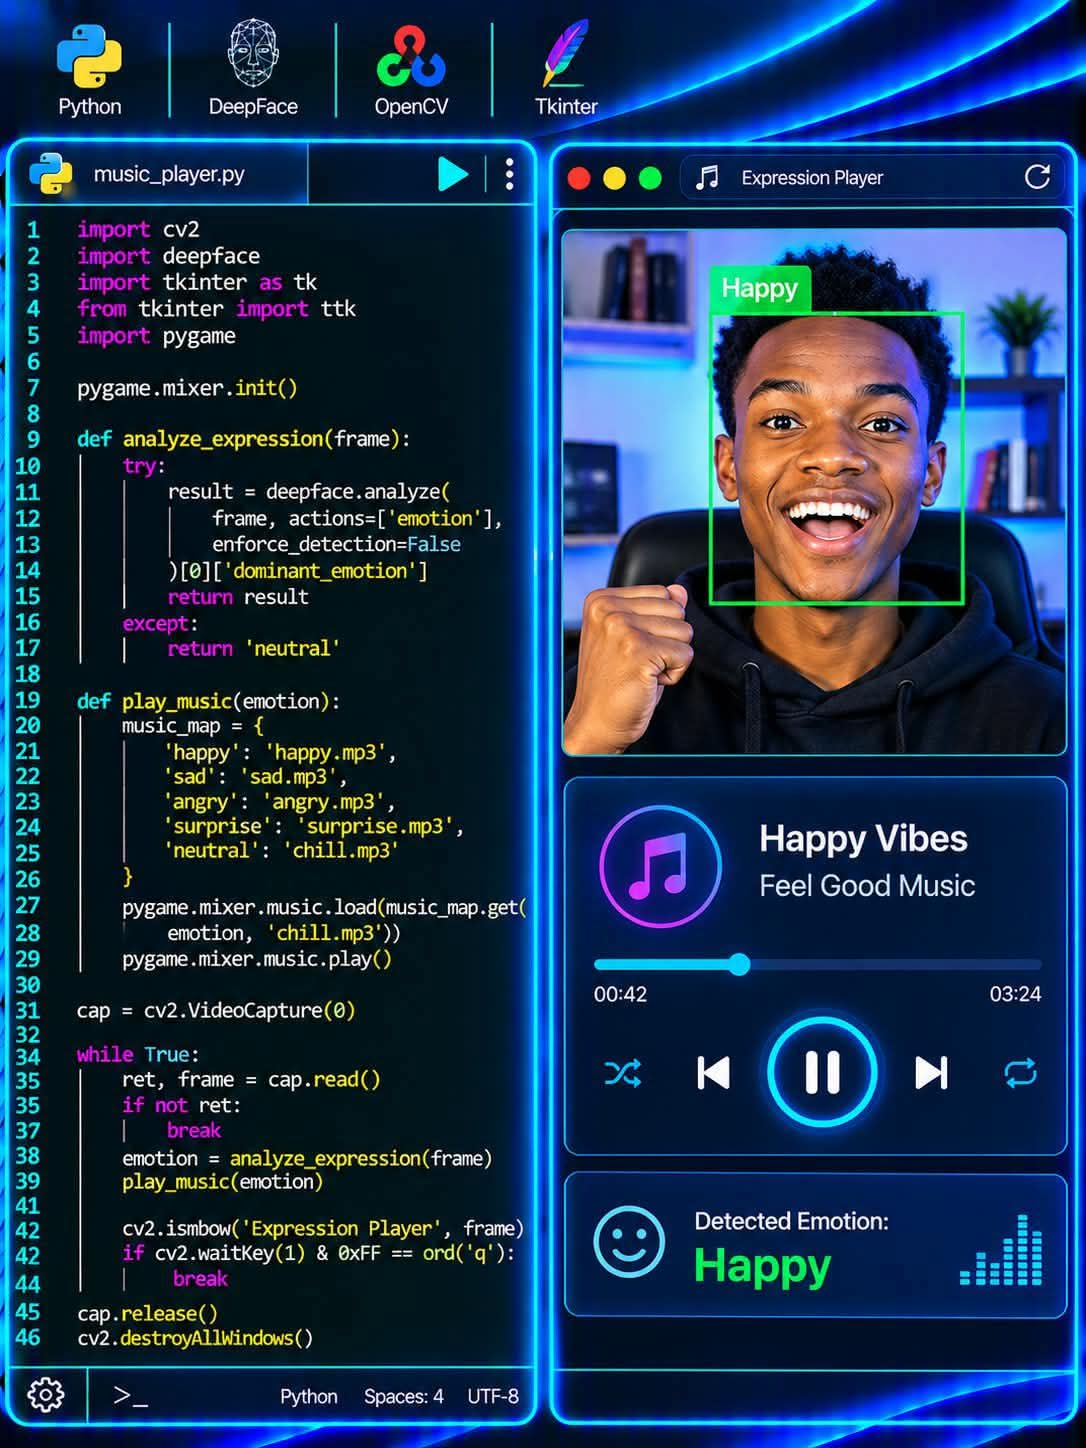 Python
DeepFace
OpenCV
Tkinter
music_player.py
1 import cv2
2 import deepface
3 import tkinter as tk
4 from tkinter import ttk
5 import pygame
6
7 pygame.mixer.init()
8
9 def analyze_expression(frame):
10 try:
11 result = deepface.analyze(
12 frame, actions=['emotion'],
13 enforce_detection=False
14 )[0]['dominant_emotion']
15 return result
16 except:
17 return 'neutral'
18
19 def play_music(emotion):
20 music_map = {
21 'happy': 'happy.mp3',
22 'sad': 'sad.mp3',
23 'angry': 'angry.mp3',
24 'surprise': 'surprise.mp3',
25 'neutral': 'chill.mp3'
26 }
27 pygame.mixer.music.load(music_map.get(
28 emotion, 'chill.mp3'))
29 pygame.mixer.music.play()
30
31 cap = cv2.VideoCapture(0)
32
34 while True:
35 ret, frame = cap.read()
35 if not ret:
37 break
38 emotion = analyze_expression(frame)
39 play_music(emotion)
41
42 cv2.ismbow('Expression Player', frame)
42 if cv2.waitKey(1) & 0xFF == ord('q'):
44 break
45 cap.release()
46 cv2.destroyAllWindows()
>_
Python Spaces: 4 UTF-8
Expression Player
Happy
Happy Vibes
Feel Good Music
00:42
03:24
Detected Emotion:
Happy